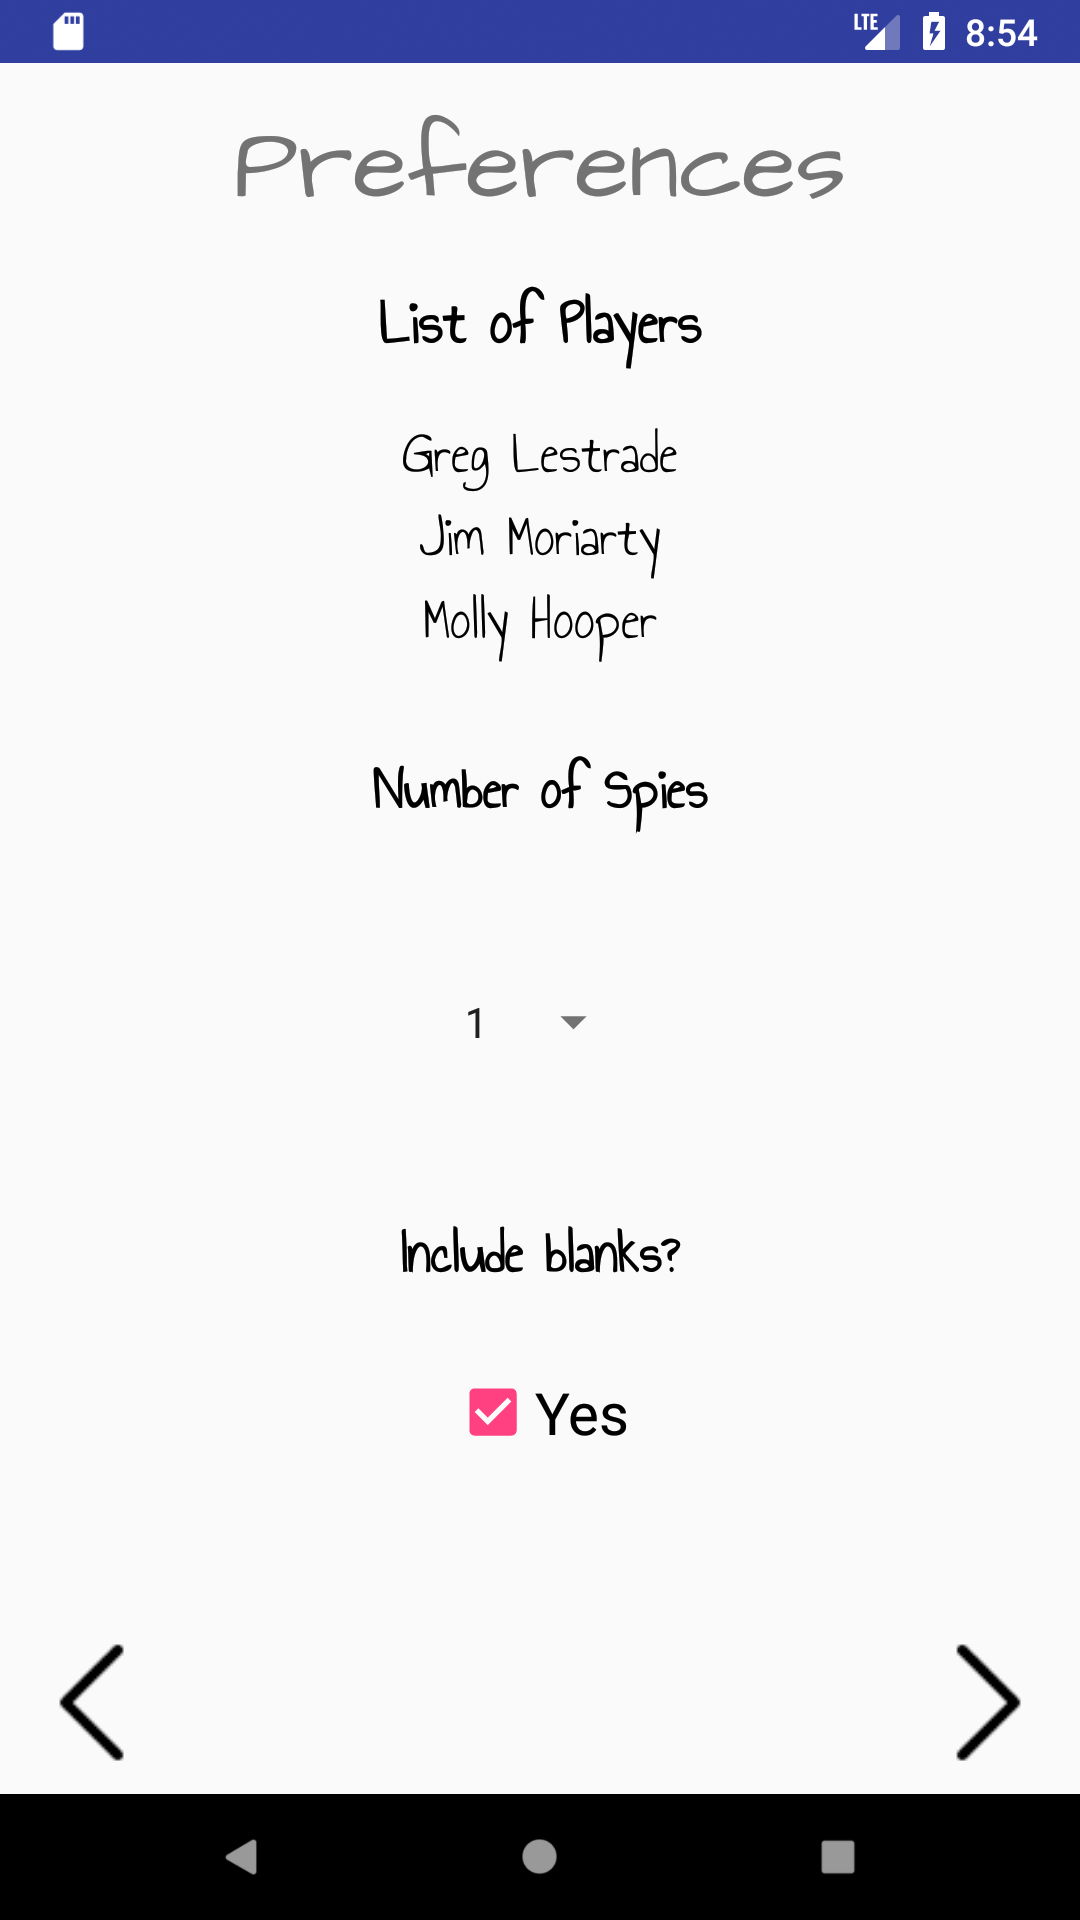 LTE 8:54
Preferences
List of Players
Greg Lestrade
Jim Moriarty
Molly Hooper
Number of Spies
1
Include blanks?
Yes